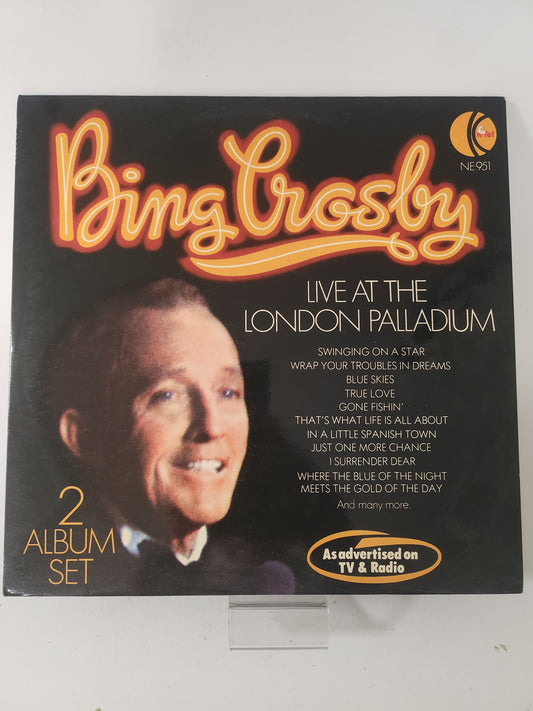 K-tel
NE951
Bing Crosby
LIVE AT THE
LONDON PALLADIUM
SWINGING ON A STAR
WRAP YOUR TROUBLES IN DREAMS
BLUE SKIES
TRUE LOVE
GONE FISHIN'
THAT'S WHAT LIFE IS ALL ABOUT
IN A LITTLE SPANISH TOWN
JUST ONE MORE CHANCE
I SURRENDER DEAR
WHERE THE BLUE OF THE NIGHT
MEETS THE GOLD OF THE DAY
And many more.
2
ALBUM
SET
As advertised on
TV & Radio